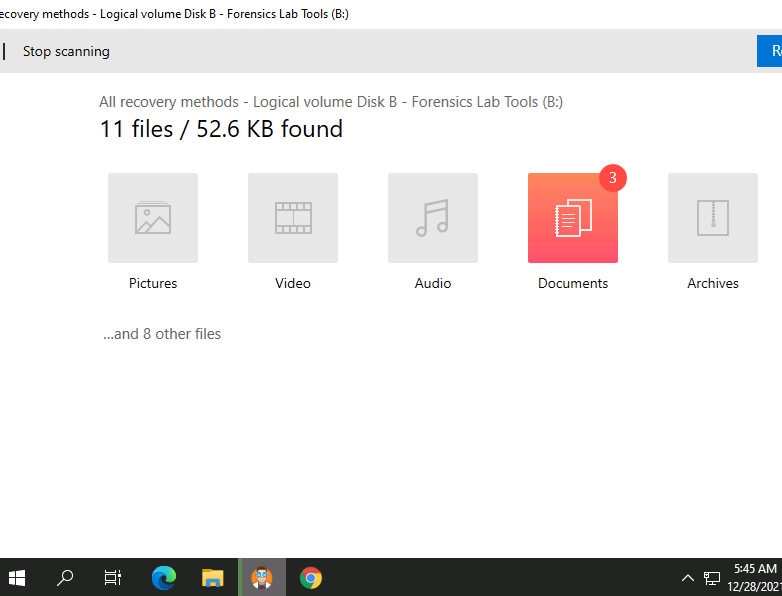 ecovery methods - Logical volume Disk B - Forensics Lab Tools (B:)
Stop scanning
R
All recovery methods - Logical volume Disk B - Forensics Lab Tools (B:)
11 files / 52.6 KB found
3
Pictures
Video
Audio
Documents
Archives
...and 8 other files
5:45 AM
12/28/2021